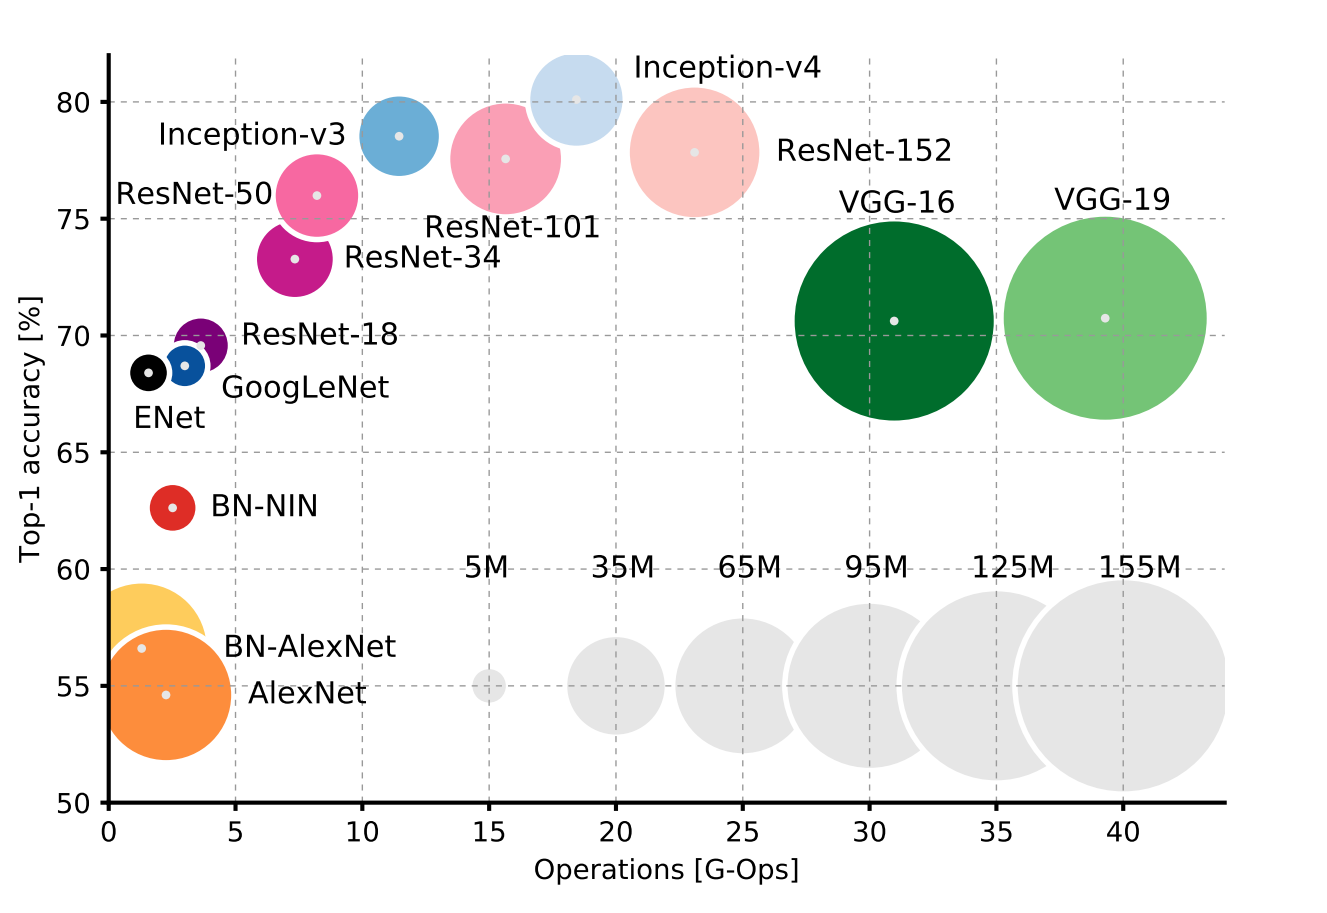 Inception-v4
80
Inception-v3
ResNet-152
ResNet-50
VGG-16
VGG-19
75
ResNet-101
ResNet-34
Top-1 accuracy [%]
70
ResNet-18
GoogLeNet
ENet
65
BN-NIN
60
5M 35M 65M 95M 125M 155M
BN-AlexNet
55
AlexNet
50
0 5 10 15 20 25 30 35 40
Operations [G-Ops]